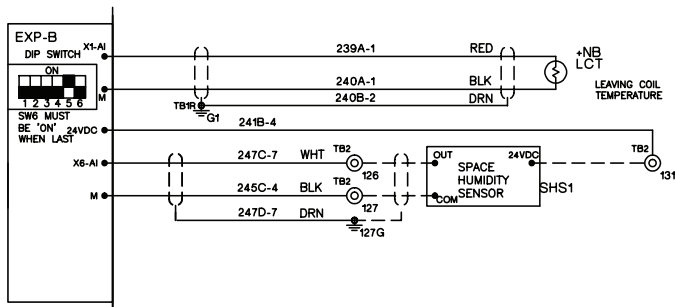 EXP-B
DIP SWITCH
X1-AI
ON
M
1 2 3 4 5 6
SW6 MUST
BE 'ON'
WHEN LAST
24VDC
X6-AI
M
239A-1
RED
240A-1
BLK
240B-2
DRN
TB1R
G1
+NB
LCT
LEAVING COIL
TEMPERATURE
241B-4
247C-7
WHT
TB2
126
245C-4
BLK
TB2
127
247D-7
DRN
127G
OUT
24VDC
SPACE
HUMIDITY
SENSOR
COM
SHS1
TB2
131